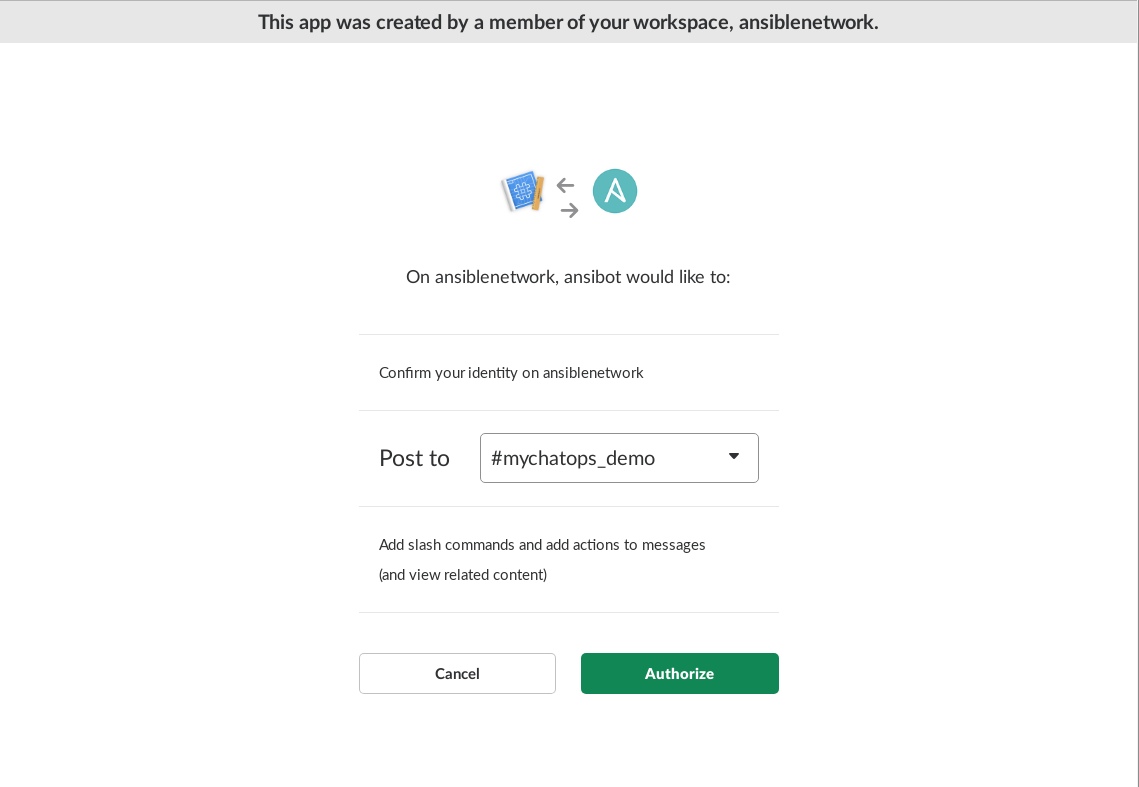 This app was created by a member of your workspace, ansiblenetwork.
On ansiblenetwork, ansibot would like to:
Confirm your identity on ansiblenetwork
Post to #mychatops_demo
Add slash commands and add actions to messages
(and view related content)
Cancel Authorize